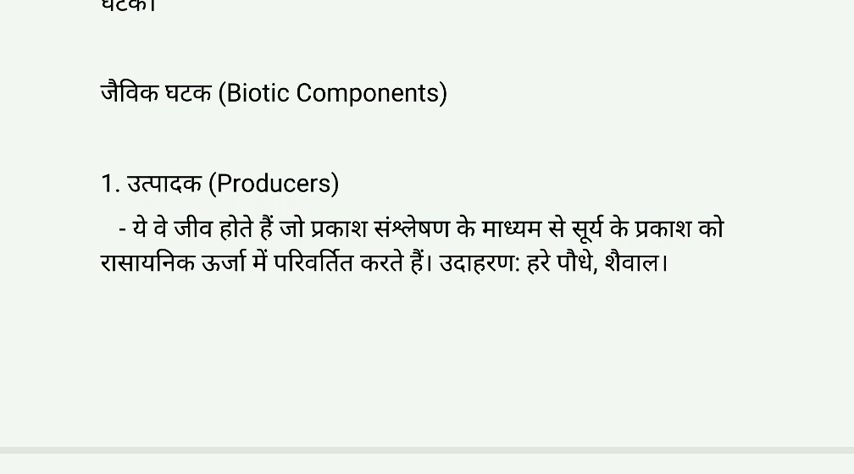 घटक।
जैविक घटक (Biotic Components)
1. उत्पादक (Producers)
- ये वे जीव होते हैं जो प्रकाश संश्लेषण के माध्यम से सूर्य के प्रकाश को
रासायनिक ऊर्जा में परिवर्तित करते हैं। उदाहरण: हरे पौधे, शैवाल।